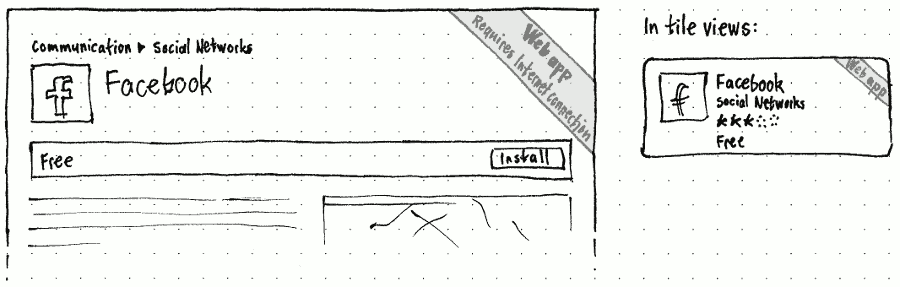 Communication ▸ Social Networks
Facebook
Web app
Requires Internet connection
Free
Install
In tile views:
Web app
Facebook
Social Networks
★★★☆☆
Free